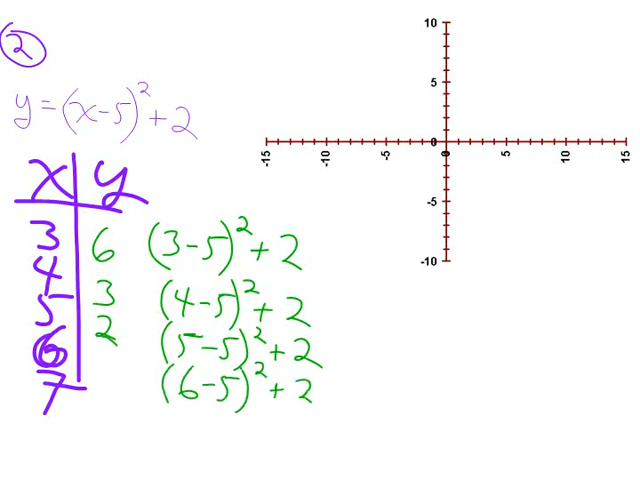 2
y = (x - 5)² + 2
x y
3 6 (3 - 5)² + 2
4 3 (4 - 5)² + 2
5 2 (5 - 5)² + 2
6 (6 - 5)² + 2
7
10
5
0
-15 -10 -5 0 5 10 15
-5
-10